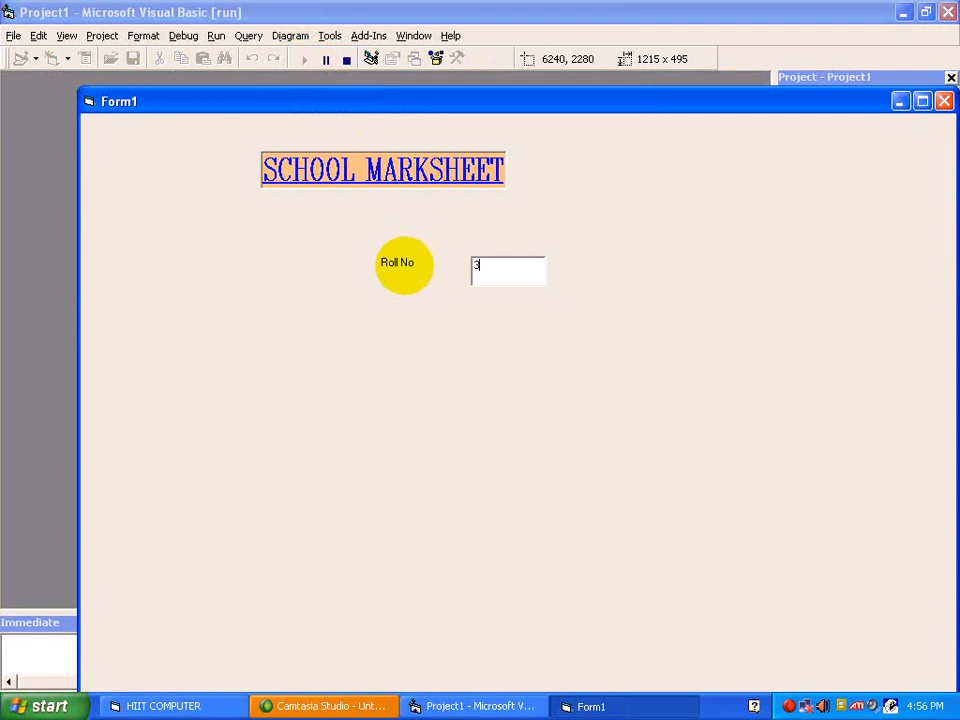 Project1 - Microsoft Visual Basic [run]
File Edit View Project Format Debug Run Query Diagram Tools Add-Ins Window Help
6240, 2280 1215 x 495
Project - Project1
Form1
SCHOOL MARKSHEET
Roll No 3
Immediate
start HIIT COMPUTER Camtasia Studio - Unt... Project1 - Microsoft V... Form1 ATI 4:56 PM